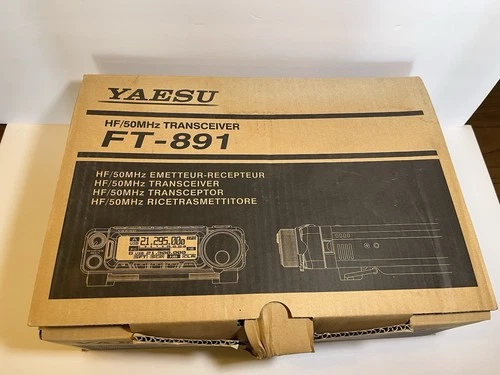 YAESU
HF/50MHz TRANSCEIVER
FT-891
HF/50MHz EMETTEUR-RECEPTEUR
HF/50MHz TRANSCEIVER
HF/50MHz TRANSCEPTOR
HF/50MHz RICETRASMETTITORE
21.295.00